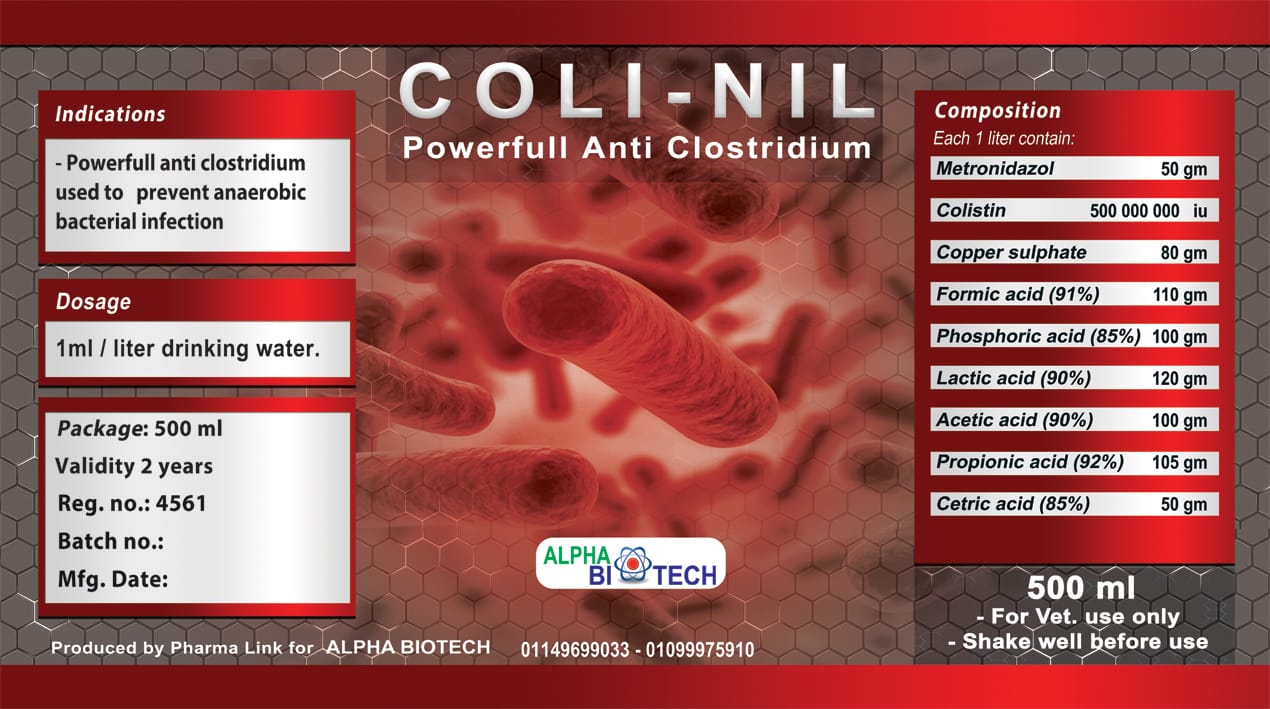 COLI-NIL
Powerfull Anti Clostridium
Indications
- Powerfull anti clostridium
used to prevent anaerobic
bacterial infection
Dosage
1ml / liter drinking water.
Package: 500 ml
Validity 2 years
Reg. no.: 4561
Batch no.:
Mfg. Date:
Produced by Pharma Link for ALPHA BIOTECH 01149699033 - 01099975910
ALPHA
BIOTECH
Composition
Each 1 liter contain:
Metronidazol 50 gm
Colistin 500 000 000 iu
Copper sulphate 80 gm
Formic acid (91%) 110 gm
Phosphoric acid (85%) 100 gm
Lactic acid (90%) 120 gm
Acetic acid (90%) 100 gm
Propionic acid (92%) 105 gm
Cetric acid (85%) 50 gm
500 ml
- For Vet. use only
- Shake well before use